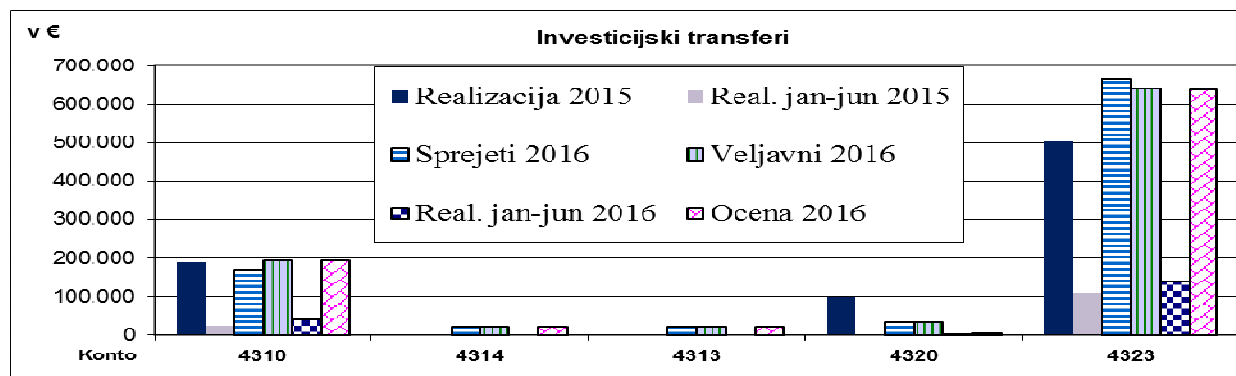 v €
Investicijski transferi
700.000
600.000
500.000
400.000
300.000
200.000
100.000
0
Realizacija 2015
Real. jan-jun 2015
Sprejeti 2016
Veljavni 2016
Real. jan-jun 2016
Ocena 2016
Konto 4310 4314 4313 4320 4323